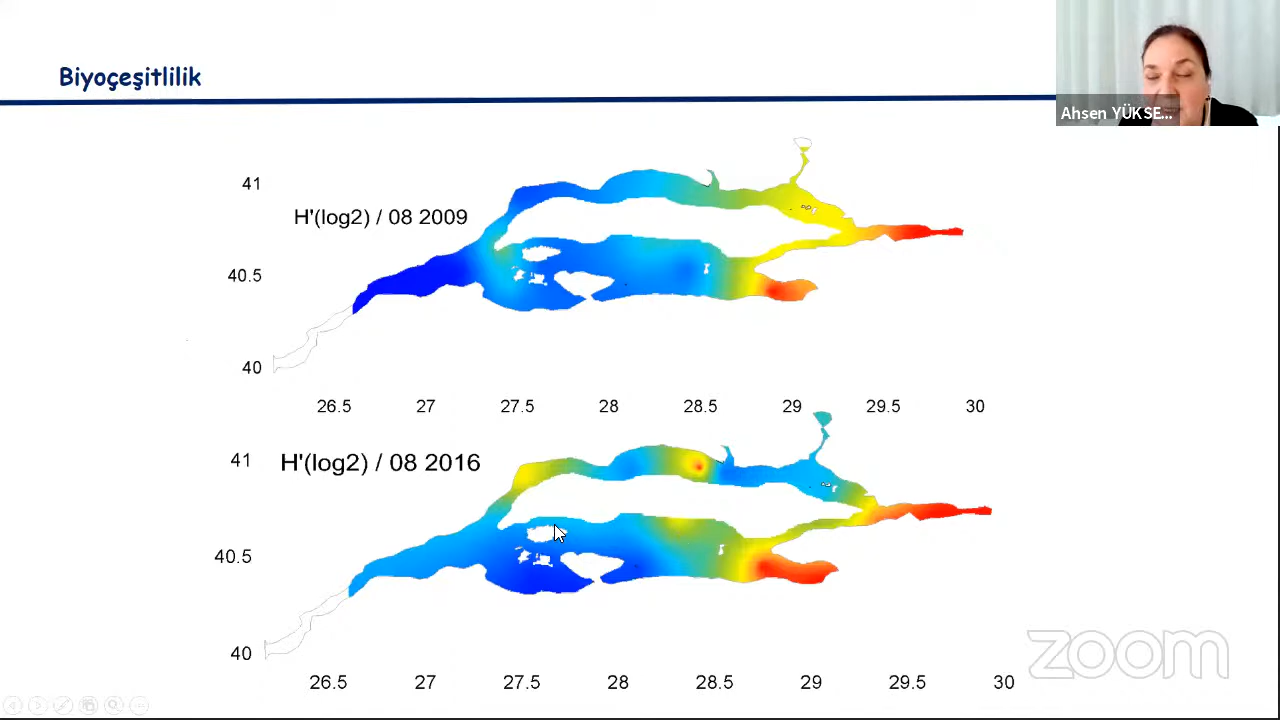 Biyoçeşitlilik
Ahsen YÜKSE...
41
H'(log2) / 08 2009
40.5
40
26.5 27 27.5 28 28.5 29 29.5 30
41
H'(log2) / 08 2016
40.5
40
26.5 27 27.5 28 28.5 29 29.5 30
zoom